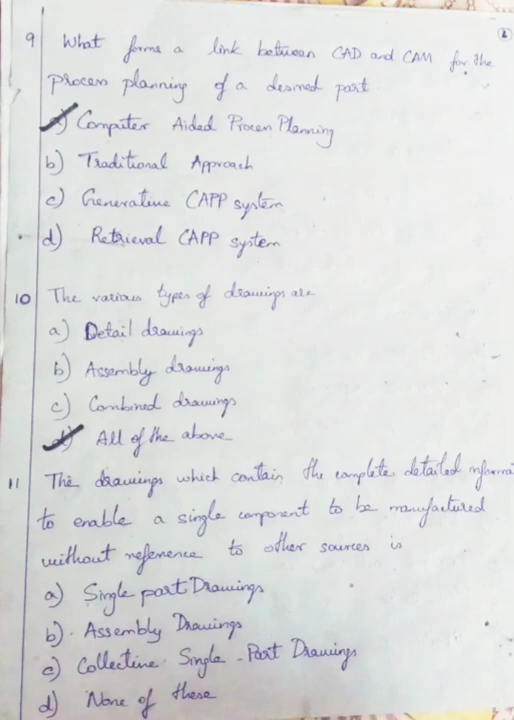 2
9 What forms a link between CAD and CAM for the
process planning of a desired part
a) Computer Aided Process Planning
b) Traditional Approach
c) Generative CAPP system
d) Retrieval CAPP system
10 The various types of drawings are
a) Detail drawings
b) Assembly drawings
c) Combined drawings
d) All of the above
11 The drawings which contain the complete detailed informa
to enable a single component to be manufactured
without reference to other sources is
a) Single part Drawings
b). Assembly Drawings
c) Collective Single-Part Drawings
d) None of these